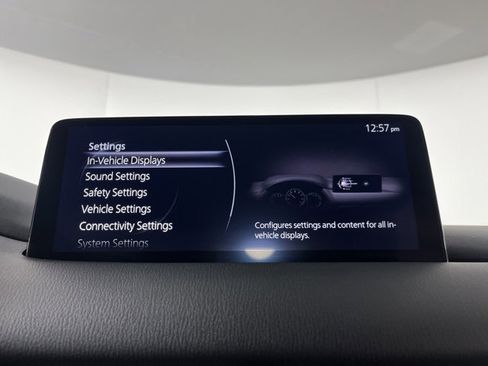 12:57 pm
Settings
In-Vehicle Displays
Sound Settings
Safety Settings
Vehicle Settings
Connectivity Settings
System Settings
Configures settings and content for all in-
vehicle displays.